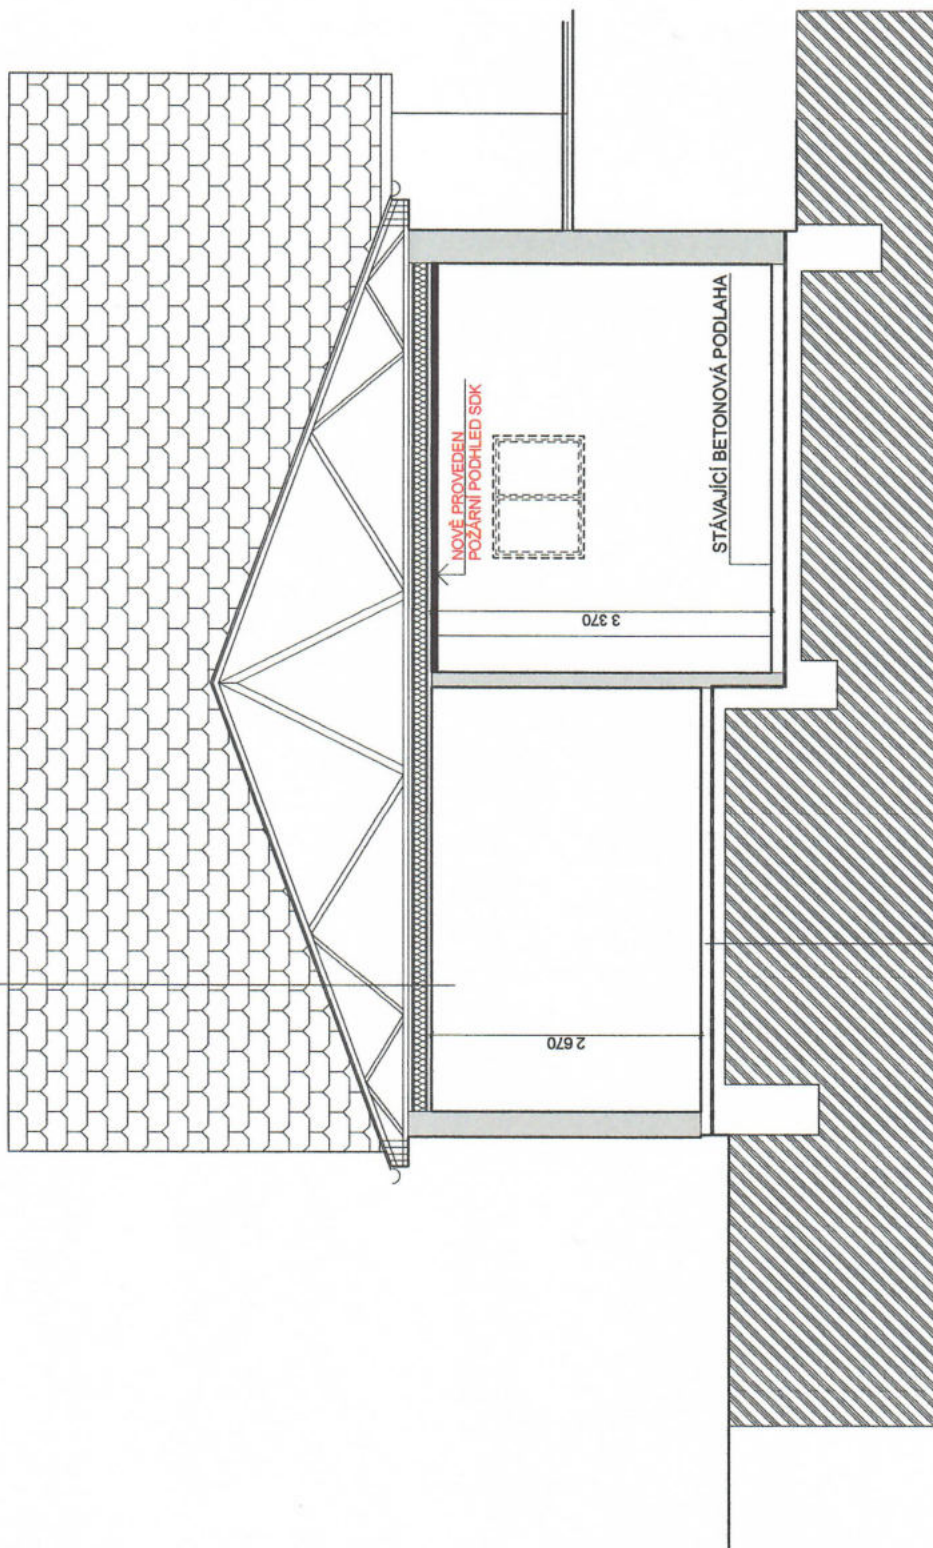 NOVĚ PROVEDEN
POŽÁRNÍ PODHLED SDK
STÁVAJÍCÍ BETONOVÁ PODLAHA
3 370
2 670